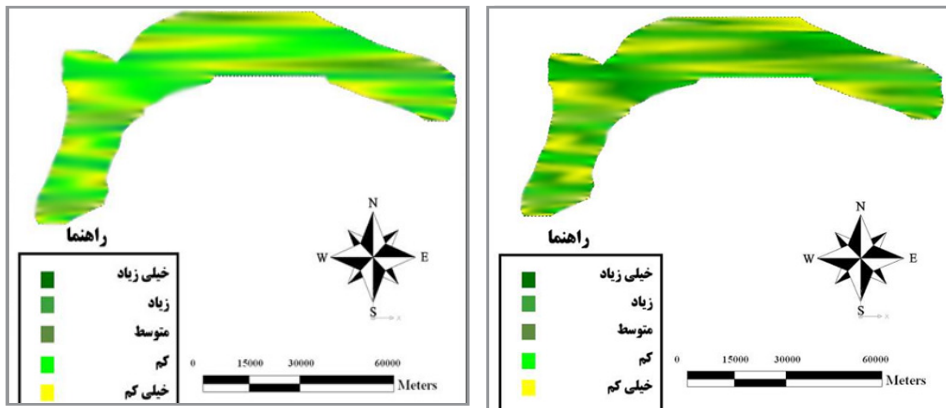 N
W E
S
راهنما
خیلی زیاد
زیاد
متوسط
کم
خیلی کم
0 15000 30000 60000
Meters
N
W E
S
راهنما
خیلی زیاد
زیاد
متوسط
کم
خیلی کم
0 15000 30000 60000
Meters